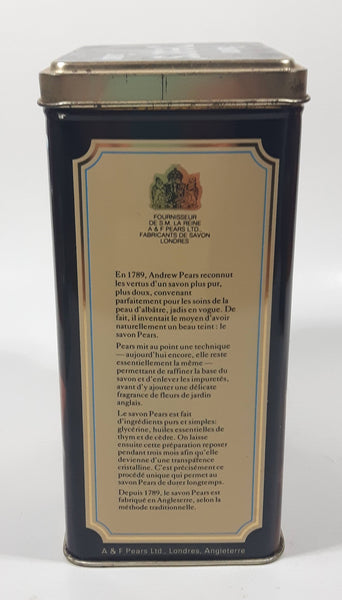 FOURNISSEUR
DE S.M. LA REINE
A & F PEARS LTD.,
FABRICANTS DE SAVON
LONDRES
En 1789, Andrew Pears reconnut
les vertus d'un savon plus pur,
plus doux, convenant
parfaitement pour les soins de la
peau d'albâtre, jadis en vogue. De
fait, il inventait le moyen d'avoir
naturellement un beau teint : le
savon Pears.
Pears mit au point une technique
—aujourd'hui encore, elle reste
essentiellement la même—
permettant de raffiner la base du
savon et d'enlever les impuretés,
avant d'y ajouter une délicate
fragrance de fleurs de jardin
anglais.
Le savon Pears est fait
d'ingrédients purs et simples:
glycérine, huiles essentielles de
thym et de cèdre. On laisse
ensuite cette préparation reposer
pendant trois mois afin qu'elle
devienne d'une transparence
cristalline. C'est précisément ce
procédé unique qui permet au
savon Pears de durer longtemps.
Depuis 1789, le savon Pears est
fabriqué en Angleterre, selon la
méthode traditionnelle.
A & F Pears Ltd., Londres, Angleterre